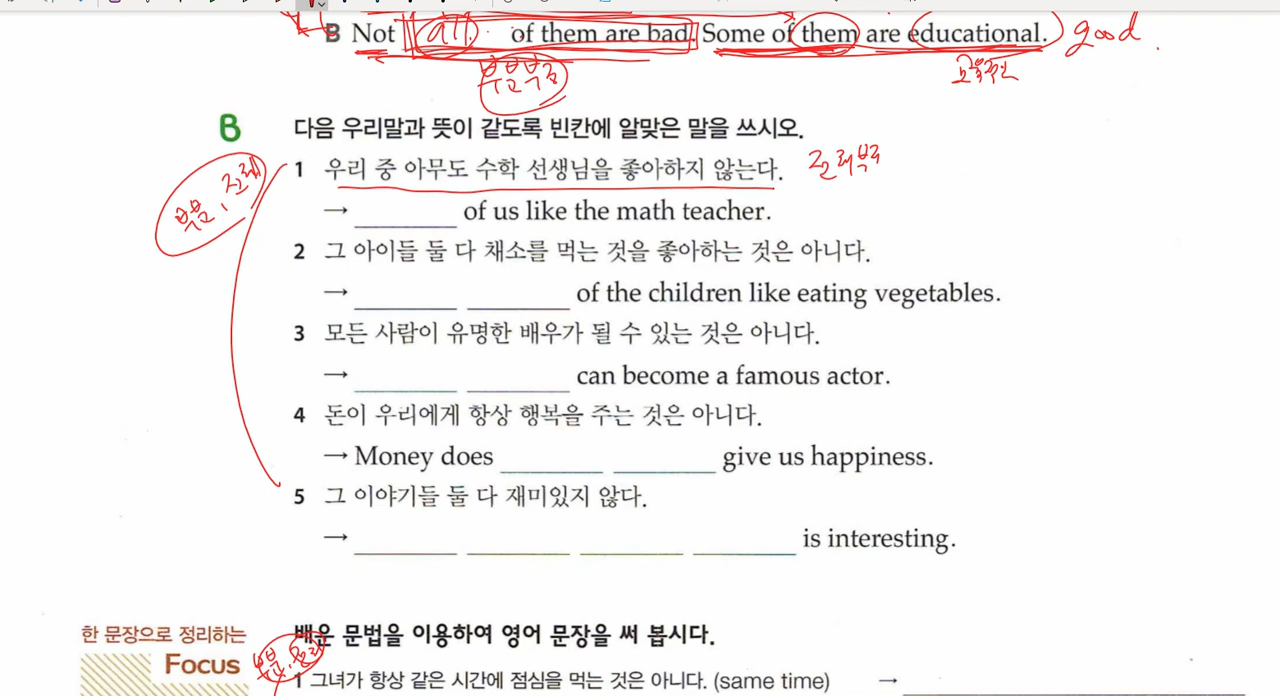 B Not all of them are bad. Some of them are educational. good.
부분부정
교육적인
B 다음 우리말과 뜻이 같도록 빈칸에 알맞은 말을 쓰시오.
부분, 전체
1 우리 중 아무도 수학 선생님을 좋아하지 않는다.
→ ________ of us like the math teacher.
2 그 아이들 둘 다 채소를 먹는 것을 좋아하는 것은 아니다.
→ ________ ________ of the children like eating vegetables.
3 모든 사람이 유명한 배우가 될 수 있는 것은 아니다.
→ ________ ________ can become a famous actor.
4 돈이 우리에게 항상 행복을 주는 것은 아니다.
→ Money does ________ ________ give us happiness.
5 그 이야기들 둘 다 재미있지 않다.
→ ________ ________ ________ ________ is interesting.
한 문장으로 정리하는
Focus
배운 문법을 이용하여 영어 문장을 써 봅시다.
1 그녀가 항상 같은 시간에 점심을 먹는 것은 아니다. (same time) → ________